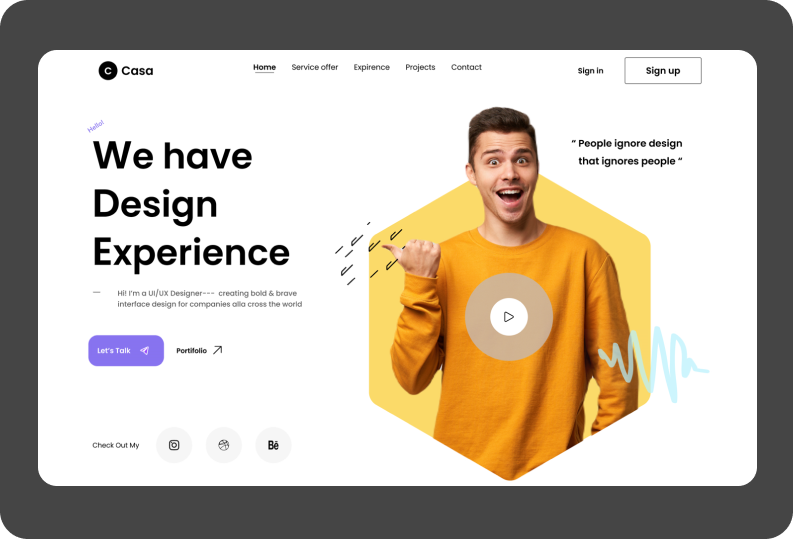 C Casa
Home Service offer Expirence Projects Contact
Sign in Sign up
Hello!
We have
Design
Experience
“ People ignore design
that ignores people “
— Hi! I'm a UI/UX Designer--- creating bold & brave
interface design for companies alla cross the world
Let's Talk Portifolio
Check Out My Bē